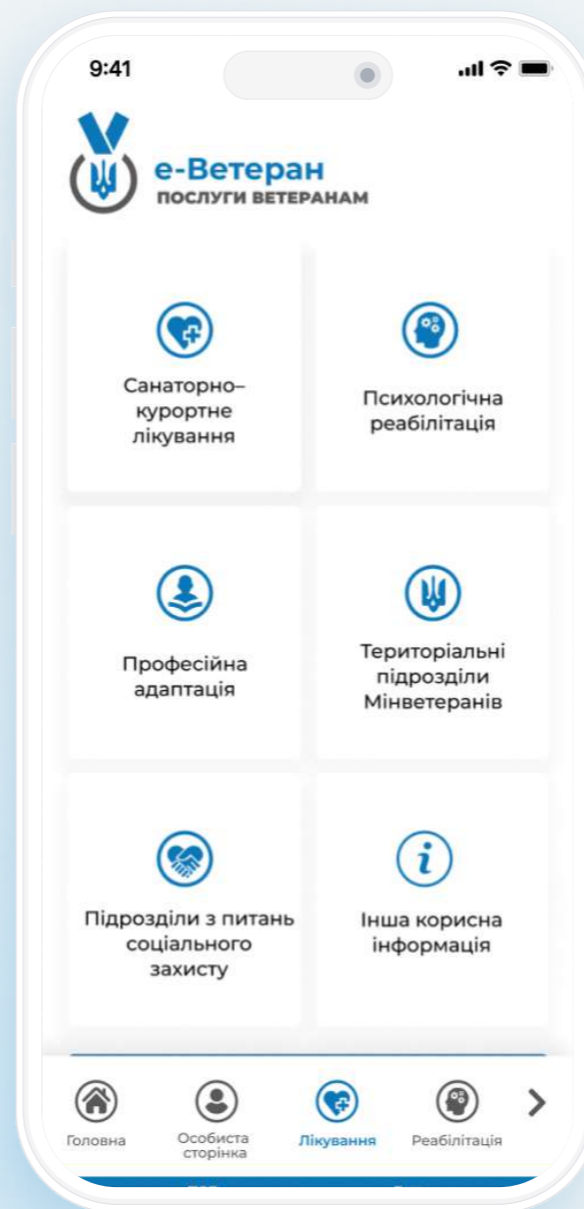 9:41
е-Ветеран
ПОСЛУГИ ВЕТЕРАНАМ
Санаторно–
курортне
лікування
Психологічна
реабілітація
Професійна
адаптація
Територіальні
підрозділи
Мінветеранів
Підрозділи з питань
соціального
захисту
Інша корисна
інформація
Головна
Особиста
сторінка
Лікування
Реабілітація